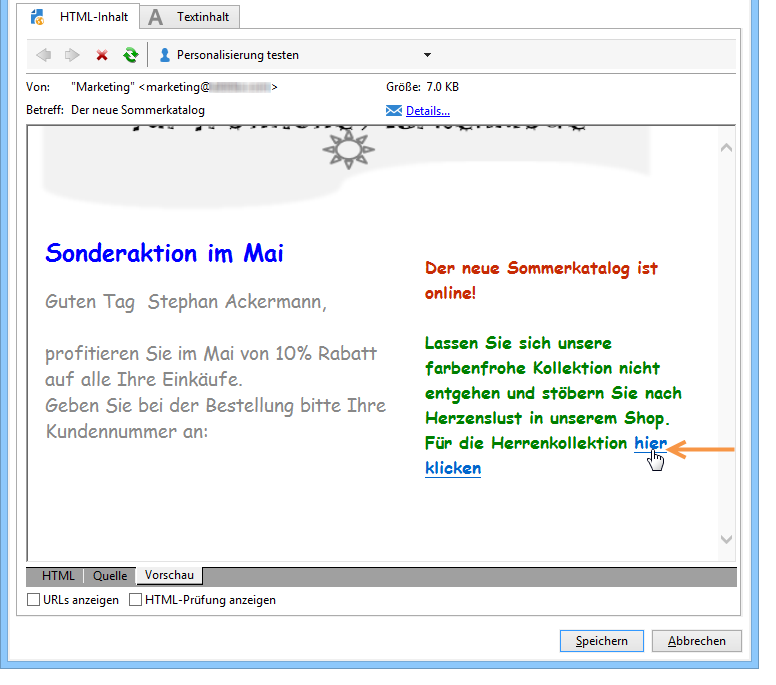 HTML-Inhalt
Textinhalt
Personalisierung testen
Von: "Marketing" <marketing@ >
Größe: 7.0 KB
Betreff: Der neue Sommerkatalog
Details...
Sonderaktion im Mai
Guten Tag Stephan Ackermann,
profitieren Sie im Mai von 10% Rabatt
auf alle Ihre Einkäufe.
Geben Sie bei der Bestellung bitte Ihre
Kundennummer an:
Der neue Sommerkatalog ist
online!
Lassen Sie sich unsere
farbenfrohe Kollektion nicht
entgehen und stöbern Sie nach
Herzenslust in unserem Shop.
Für die Herrenkollektion hier
klicken
HTML
Quelle
Vorschau
URLs anzeigen
HTML-Prüfung anzeigen
Speichern
Abbrechen